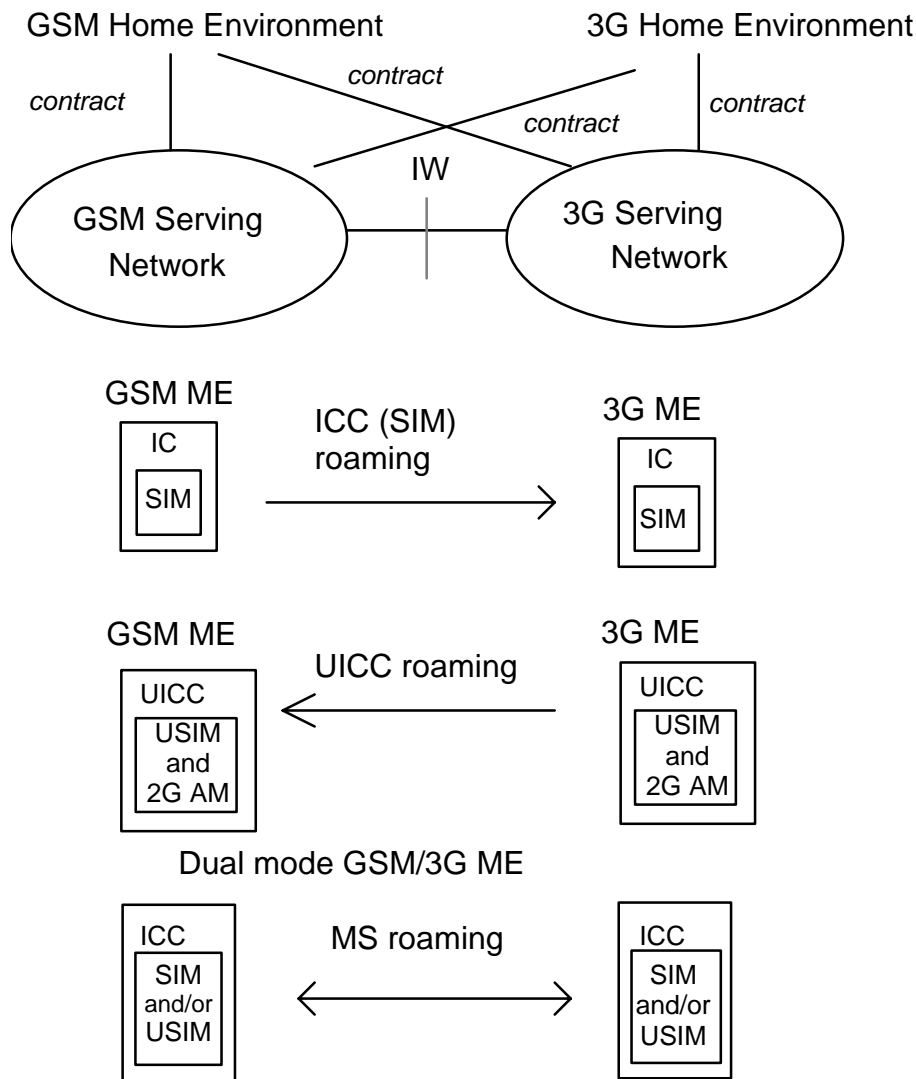 GSM Home Environment
3G Home Environment
contract
contract
contract
contract
IW
GSM Serving
Network
3G Serving
Network
GSM ME
IC
SIM
ICC (SIM)
roaming
3G ME
IC
SIM
GSM ME
UICC
USIM
and
2G AM
UICC roaming
3G ME
UICC
USIM
and
2G AM
Dual mode GSM/3G ME
ICC
SIM
and/or
USIM
MS roaming
ICC
SIM
and/or
USIM